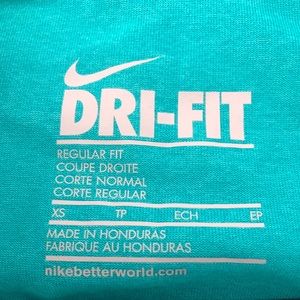 DRI-FIT
REGULAR FIT
COUPE DROITE
CORTE NORMAL
CORTE REGULAR
XS TP ECH EP
MADE IN HONDURAS
FABRIQUE AU HONDURAS
nikebetterworld.com